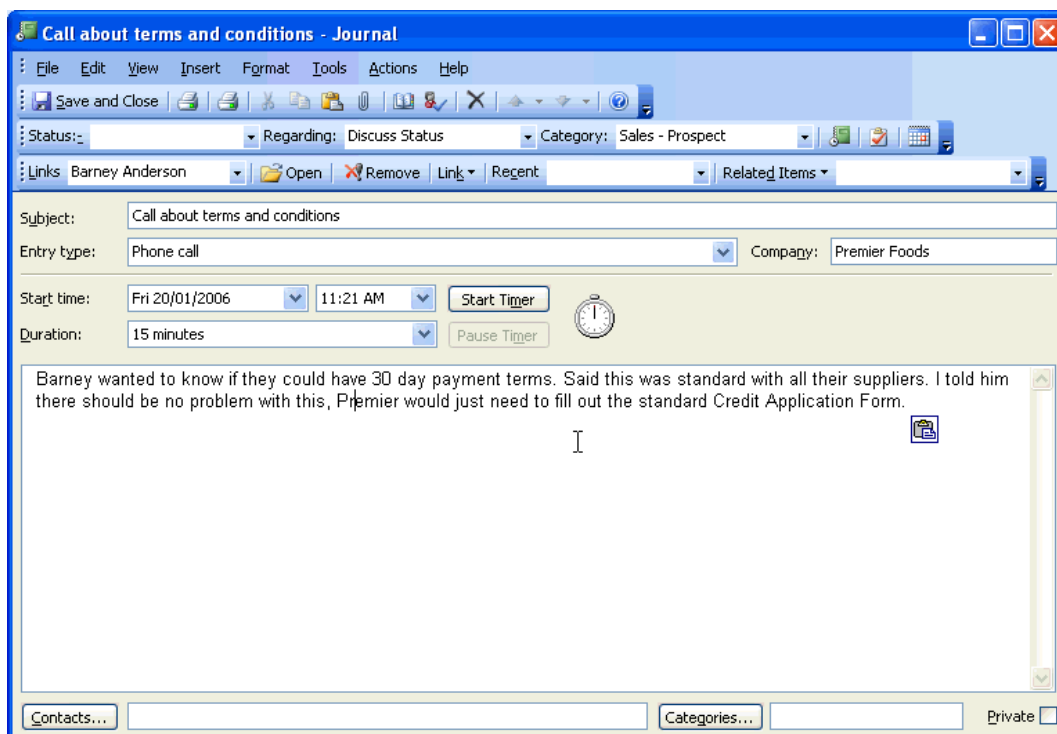 Call about terms and conditions - Journal
File Edit View Insert Format Tools Actions Help
Save and Close
Status:- Regarding: Discuss Status Category: Sales - Prospect
Links Barney Anderson Open Remove Link Recent Related Items
Subject: Call about terms and conditions
Entry type: Phone call Company: Premier Foods
Start time: Fri 20/01/2006 11:21 AM Start Timer
Duration: 15 minutes Pause Timer
Barney wanted to know if they could have 30 day payment terms. Said this was standard with all their suppliers. I told him
there should be no problem with this, Premier would just need to fill out the standard Credit Application Form.
Contacts... Categories... Private